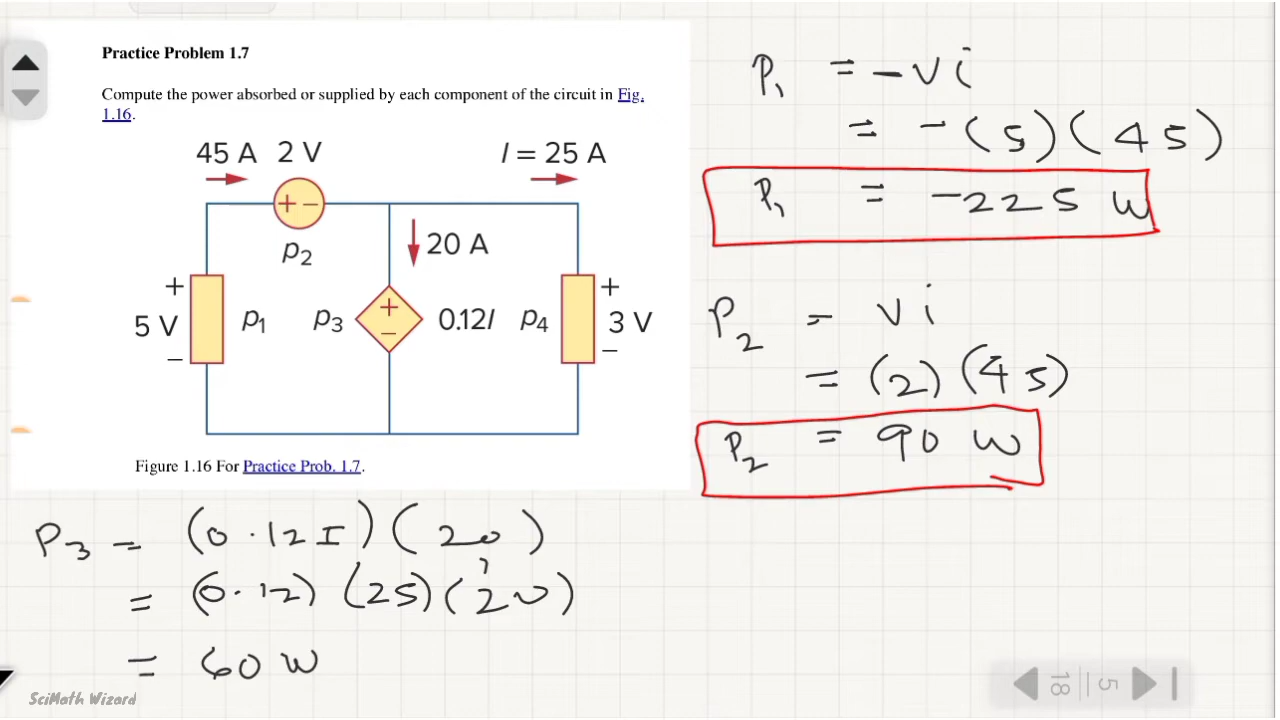 Practice Problem 1.7
Compute the power absorbed or supplied by each component of the circuit in Fig.
1.16.
45 A 2 V
I = 25 A
+ −
p2
20 A
+
5 V
−
p1
p3
+
−
0.12I
p4
+
3 V
−
Figure 1.16 For Practice Prob. 1.7.
P1 = -vi
= -(5)(45)
P1 = -225 W
P2 = vi
= (2)(45)
P2 = 90 W
P3 = (0.12I)(20)
= (0.12)(25)(20)
= 60 W
SciMath Wizard
5
18